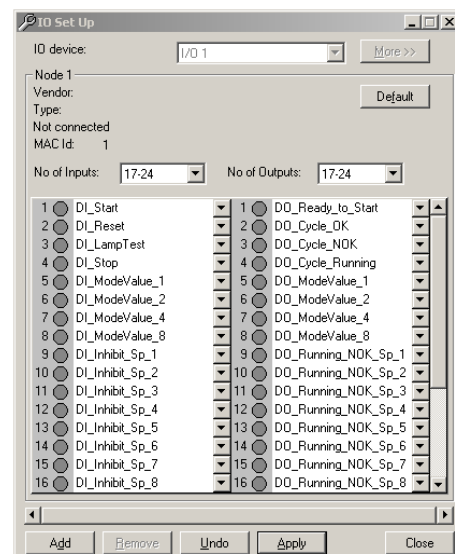 IO Set Up
IO device: I/O 1 More >>
Node 1
Vendor:
Default
Type:
Not connected
MAC Id: 1
No of Inputs: 17-24 No of Outputs: 17-24
1 DI_Start 1 DO_Ready_to_Start
2 DI_Reset 2 DO_Cycle_OK
3 DI_LampTest 3 DO_Cycle_NOK
4 DI_Stop 4 DO_Cycle_Running
5 DI_ModeValue_1 5 DO_ModeValue_1
6 DI_ModeValue_2 6 DO_ModeValue_2
7 DI_ModeValue_4 7 DO_ModeValue_4
8 DI_ModeValue_8 8 DO_ModeValue_8
9 DI_Inhibit_Sp_1 9 DO_Running_NOK_Sp_1
10 DI_Inhibit_Sp_2 10 DO_Running_NOK_Sp_2
11 DI_Inhibit_Sp_3 11 DO_Running_NOK_Sp_3
12 DI_Inhibit_Sp_4 12 DO_Running_NOK_Sp_4
13 DI_Inhibit_Sp_5 13 DO_Running_NOK_Sp_5
14 DI_Inhibit_Sp_6 14 DO_Running_NOK_Sp_6
15 DI_Inhibit_Sp_7 15 DO_Running_NOK_Sp_7
16 DI_Inhibit_Sp_8 16 DO_Running_NOK_Sp_8
Add Remove Undo Apply Close